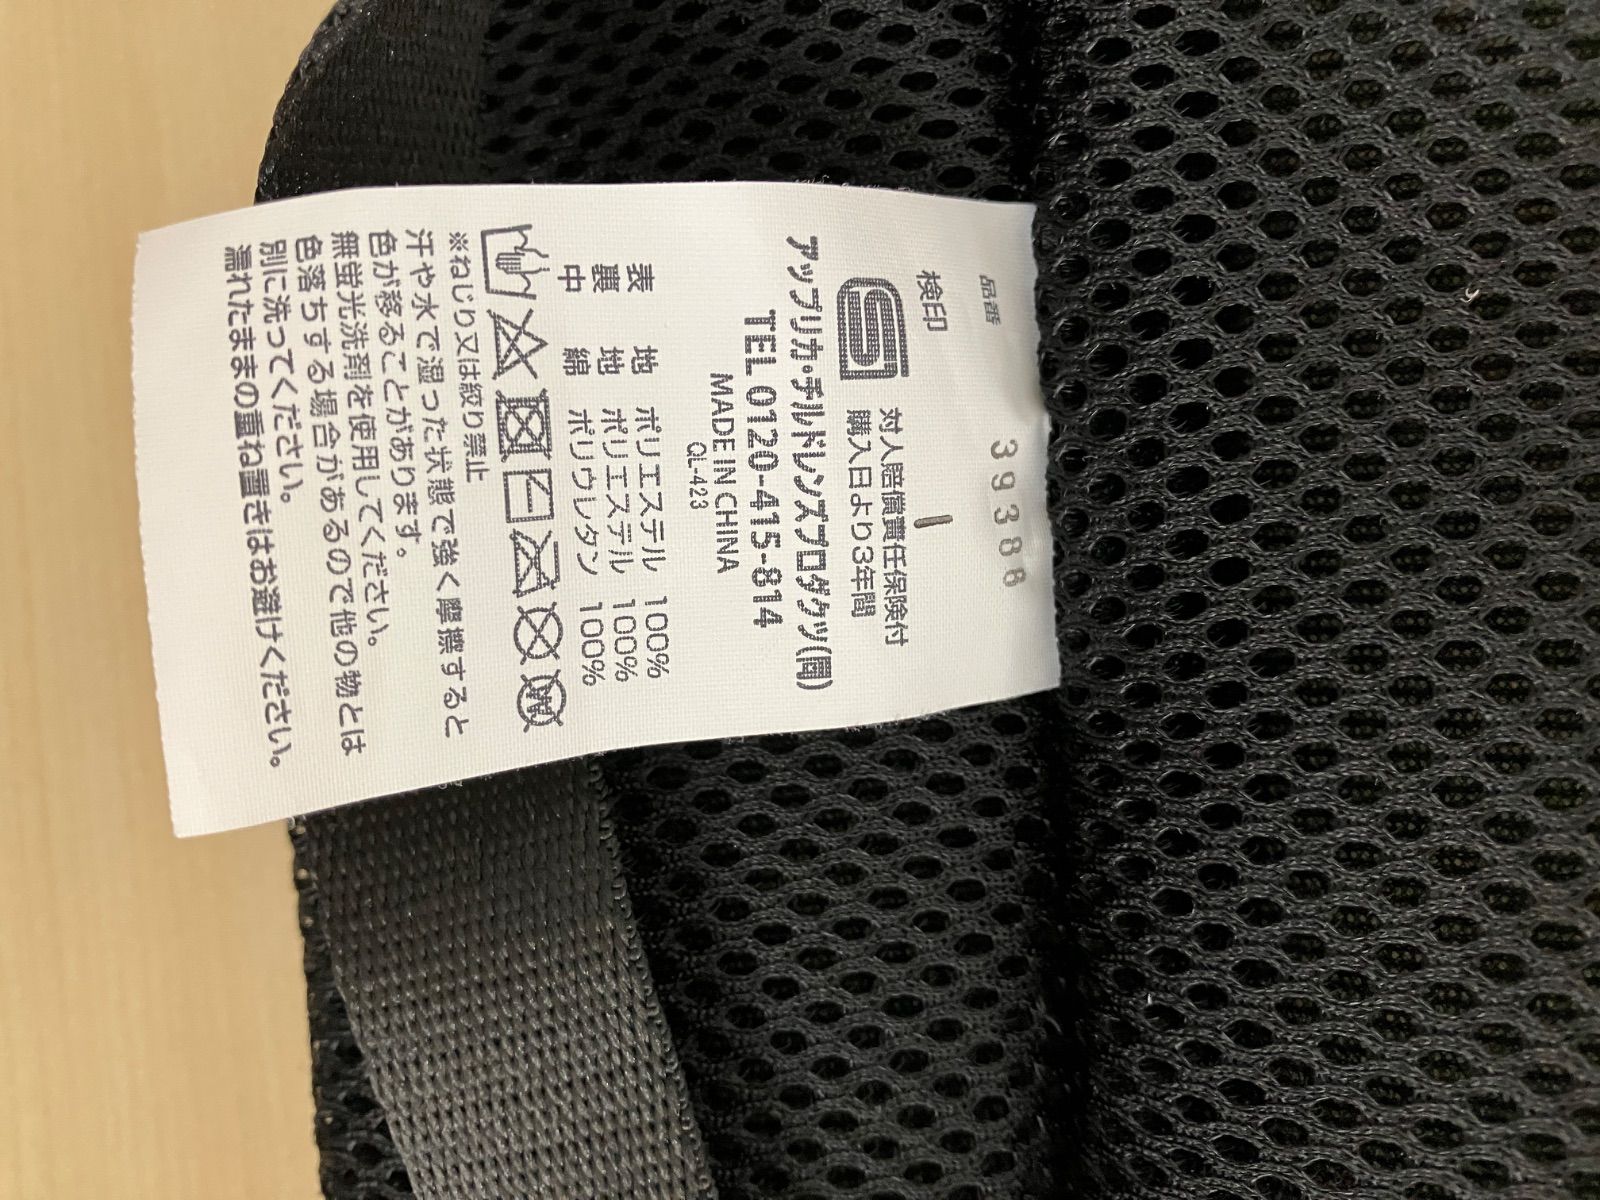 品番 39386
検印 1
SG
対人賠償責任保険付
購入日より3年間
アップリカ・チルドレンズプロダクツ(同)
TEL 0120-415-814
MADE IN CHINA
QL-423
表 地 ポリエステル 100%
裏 地 ポリエステル 100%
中 綿 ポリウレタン 100%
※ねじり又は絞り禁止
汗や水で湿った状態で強く摩擦すると
色が移ることがあります。
無蛍光洗剤を使用してください。
色落ちする場合があるので他の物とは
別に洗ってください。
濡れたままの重ね置きはお避けください。